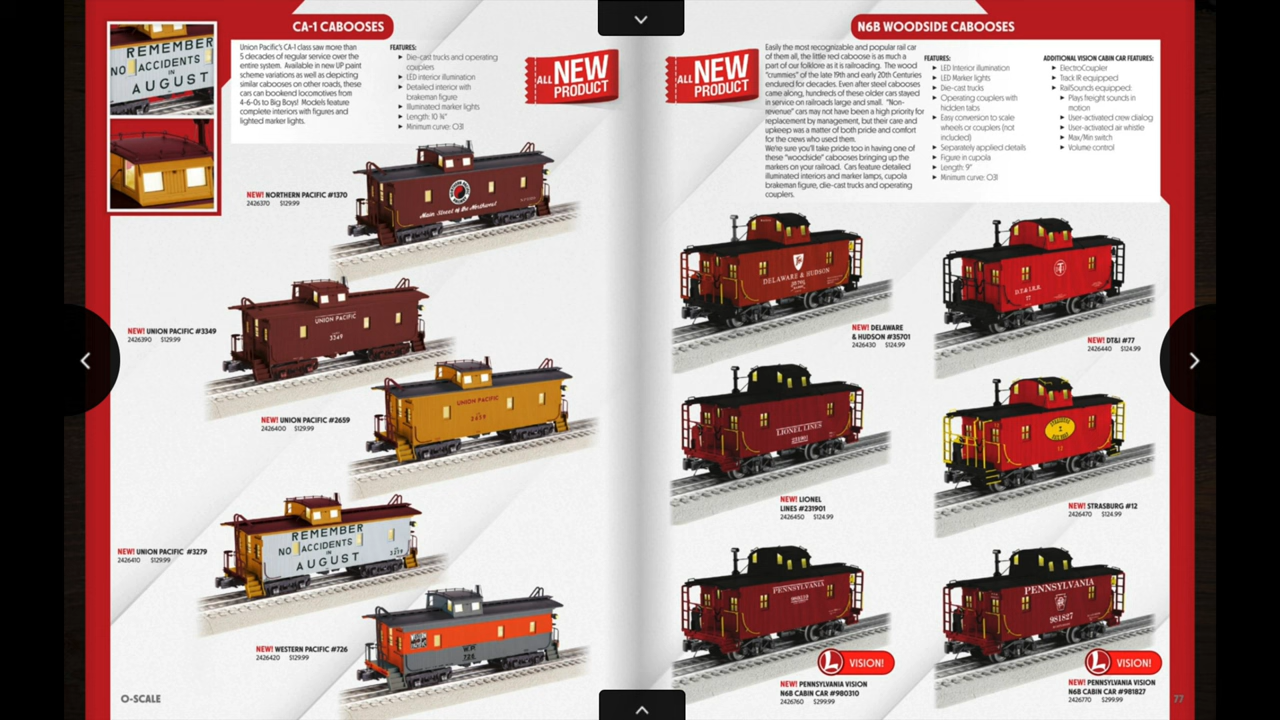 CA-1 CABOOSES
REMEMBER
NO ACCIDENTS
IN
AUGUST
Union Pacific's CA-1 class saw more than
5 decades of regular service over the
entire system. Available in new UP paint
scheme variations as well as depicting
similar cabooses on other roads, these
cars can bookend locomotives from
4-6-0s to Big Boys! Models feature
complete interiors with figures and
lighted marker lights.
FEATURES:
► Die-cast trucks and operating
couplers
► LED interior illumination
► Detailed interior with
brakeman figure
► Illuminated marker lights
► Length: 10 ¾"
► Minimum curve: O31
ALL NEW
PRODUCT
NEW! NORTHERN PACIFIC #1370
2426370 $129.99
Main Street of the Northwest
NEW! UNION PACIFIC #3349
2426390 $129.99
UNION PACIFIC
3349
NEW! UNION PACIFIC #2659
2426400 $129.99
UNION PACIFIC
2659
NEW! UNION PACIFIC #3279
2426410 $129.99
REMEMBER
NO ACCIDENTS
IN
AUGUST
3279
NEW! WESTERN PACIFIC #726
2426420 $129.99
W.P.
726
O-SCALE
N6B WOODSIDE CABOOSES
ALL NEW
PRODUCT
Easily the most recognizable and popular rail car
of them all, the little red caboose is as much a
part of our folklore as it is railroading. The wood
"crummies" of the late 19th and early 20th Centuries
endured for decades. Even after steel cabooses
came along, hundreds of these older cars stayed
in service on railroads large and small. "Non-
revenue" cars may not have been a high priority for
replacement by management, but their care and
upkeep was a matter of both pride and comfort
for the crews who used them.
We're sure you'll take pride too in having one of
these "woodside" cabooses bringing up the
markers on your railroad. Cars feature detailed
illuminated interiors and marker lamps, cupola
brakeman figure, die-cast trucks and operating
couplers.
FEATURES:
► LED Interior illumination
► LED Marker lights
► Die-cast trucks
► Operating couplers with
hidden tabs
► Easy conversion to scale
wheels or couplers (not
included)
► Separately applied details
► Figure in cupola
► Length: 9"
► Minimum curve: O31
ADDITIONAL VISION CABIN CAR FEATURES:
► ElectroCoupler
► Track IR equipped
► RailSounds equipped:
► Plays freight sounds in
motion
► User-activated crew dialog
► User-activated air whistle
► Max/Min switch
► Volume control
DELAWARE & HUDSON
35701
NEW! DELAWARE
& HUDSON #35701
2426430 $124.99
D.T.& I.R.R.
77
NEW! DT&I #77
2426440 $124.99
LIONEL LINES
231901
NEW! LIONEL
LINES #231901
2426450 $124.99
12
NEW! STRASBURG #12
2426470 $124.99
PENNSYLVANIA
980310
VISION!
NEW! PENNSYLVANIA VISION
N6B CABIN CAR #980310
2426760 $299.99
PENNSYLVANIA
981827
VISION!
NEW! PENNSYLVANIA VISION
N6B CABIN CAR #981827
2426770 $299.99
77